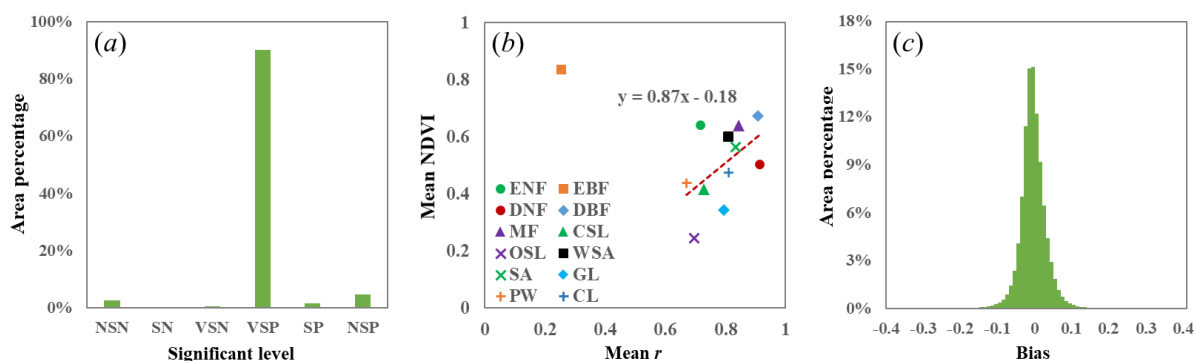 (a)
Area percentage
100%
80%
60%
40%
20%
0%
NSN SN VSN VSP SP NSP
Significant level
(b)
Mean NDVI
1
0.8
0.6
0.4
0.2
0
y = 0.87x - 0.18
ENF EBF
DNF DBF
MF CSL
OSL WSA
SA GL
PW CL
0 0.2 0.4 0.6 0.8 1
Mean r
(c)
Area percentage
18%
15%
12%
9%
6%
3%
0%
-0.4 -0.3 -0.2 -0.1 0 0.1 0.2 0.3 0.4
Bias